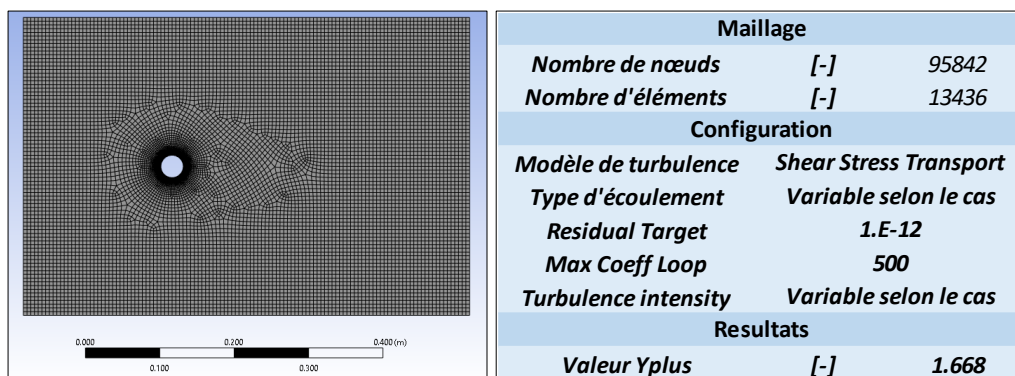 0.000
0.200
0.400 (m)
0.100
0.300
Maillage
Nombre de nœuds [-] 95842
Nombre d'éléments [-] 13436
Configuration
Modèle de turbulence Shear Stress Transport
Type d'écoulement Variable selon le cas
Residual Target 1.E-12
Max Coeff Loop 500
Turbulence intensity Variable selon le cas
Resultats
Valeur Yplus [-] 1.668